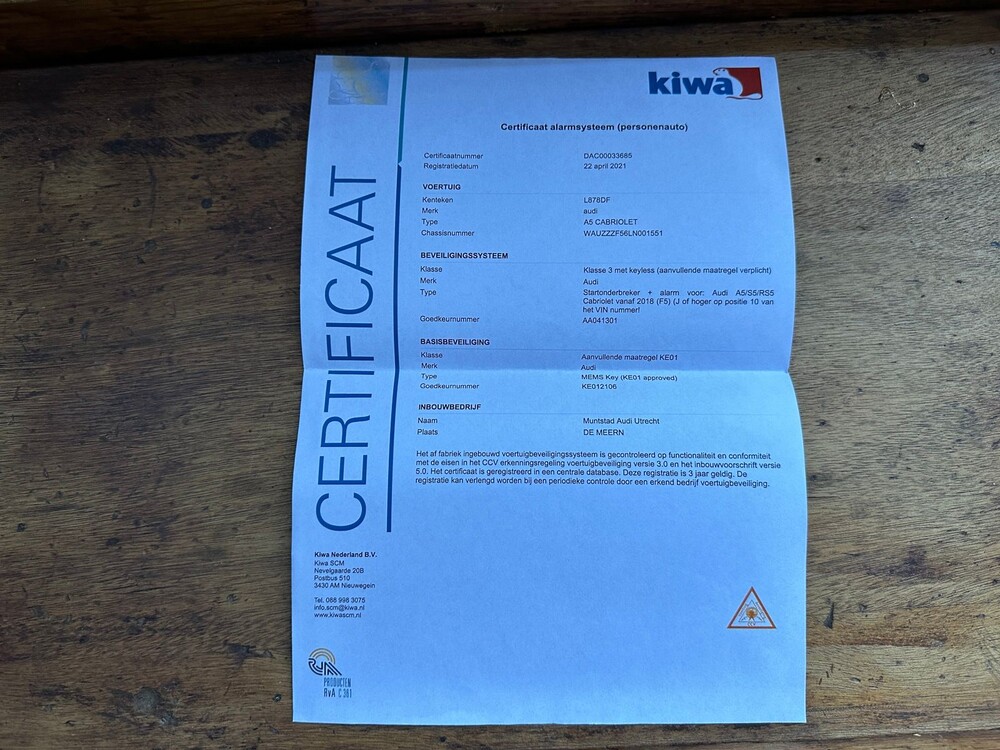 kiwa
Certificaat alarmsysteem (personenauto)
Certificaatnummer DAC00033685
Registratiedatum 22 april 2021
VOERTUIG
Kenteken L878DF
Merk audi
Type A5 CABRIOLET
Chassisnummer WAUZZZF56LN001551
BEVEILIGINGSSYSTEEM
Klasse Klasse 3 met keyless (aanvullende maatregel verplicht)
Merk Audi
Type Startonderbreker + alarm voor: Audi A5/S5/RS5
Cabriolet vanaf 2018 (F5) (J of hoger op positie 10 van
het VIN nummer!
Goedkeurnummer AA041301
BASISBEVEILIGING
Klasse Aanvullende maatregel KE01
Merk Audi
Type MEMS Key (KE01 approved)
Goedkeurnummer KE012106
INBOUWBEDRIJF
Naam Muntstad Audi Utrecht
Plaats DE MEERN
Het af fabriek ingebouwd voertuigbeveiligingssysteem is gecontroleerd op functionaliteit en conformiteit
met de eisen in het CCV erkenningsregeling voertuigbeveiliging versie 3.0 en het inbouwvoorschrift versie
5.0. Het certificaat is geregistreerd in een centrale database. Deze registratie is 3 jaar geldig. De
registratie kan verlengd worden bij een periodieke controle door een erkend bedrijf voertuigbeveiliging.
CERTIFICAAT
Kiwa Nederland B.V.
Kiwa SCM
Nevelgaarde 20B
Postbus 510
3430 AM Nieuwegein
Tel. 088 998 3075
info.scm@kiwa.nl
www.kiwascm.nl
RvA
PRODUCTEN
RvA C 381